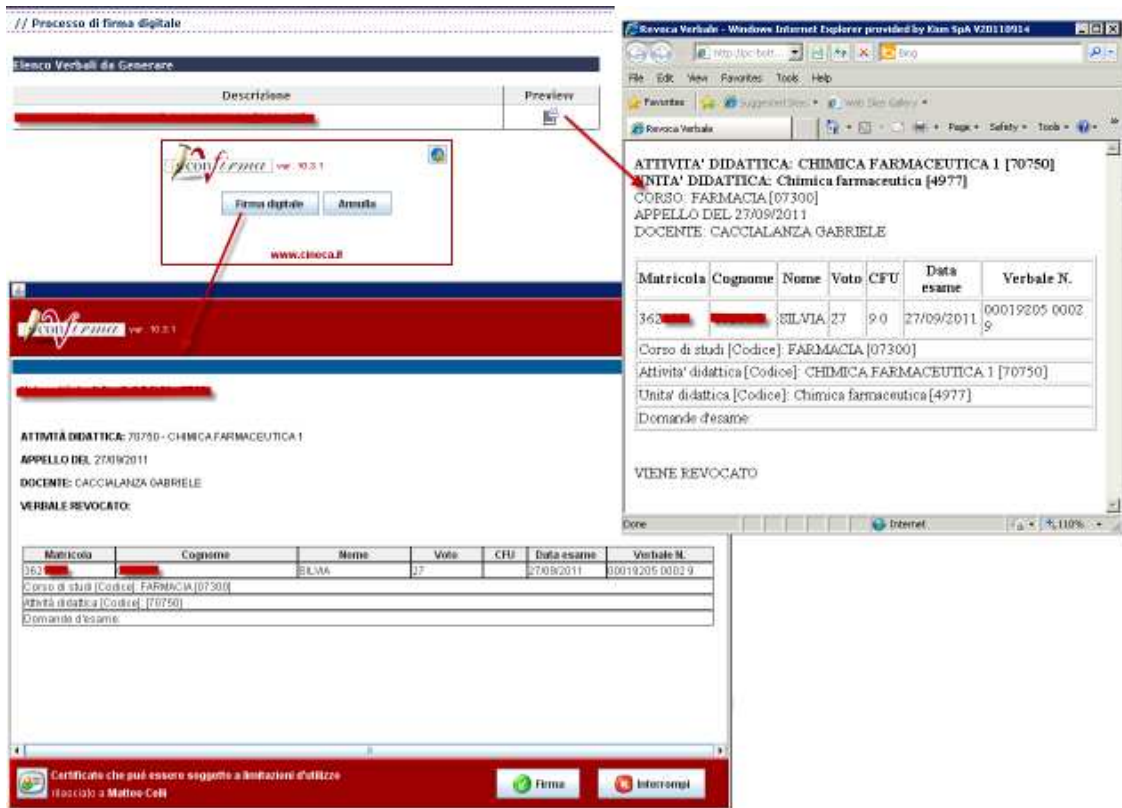 // Processo di firma digitale
Elenco Verbali da Generare
Descrizione Preview
confirma ver. 10.3.1
Firma digitale Annulla
www.cineca.it
confirma ver. 10.3.1
ATTIVITÀ DIDATTICA: 70750 - CHIMICA FARMACEUTICA 1
APPELLO DEL 27/09/2011
DOCENTE: CACCIALANZA GABRIELE
VERBALE REVOCATO:
Matricola Cognome Nome Voto CFU Data esame Verbale N.
362 SILVIA 27 27/09/2011 00019205 0002 9
Corso di studi [Codice]: FARMACIA [07300]
Attività didattica [Codice]: [70750]
Domande d'esame:
Certificato che può essere soggetto a limitazioni d'utilizzo
rilasciato a Matteo Celli
Firma Interrompi
Revoca Verbale - Windows Internet Explorer provided by Kion SpA V20110914
Bing
File Edit View Favorites Tools Help
Favorites Suggested Sites Web Slice Gallery
Revoca Verbale Page Safety Tools
ATTIVITA' DIDATTICA: CHIMICA FARMACEUTICA 1 [70750]
UNITA' DIDATTICA: Chimica farmaceutica [4977]
CORSO: FARMACIA [07300]
APPELLO DEL 27/09/2011
DOCENTE: CACCIALANZA GABRIELE
Matricola Cognome Nome Voto CFU Data esame Verbale N.
362 SILVIA 27 9.0 27/09/2011 00019205 0002 9
Corso di studi [Codice]: FARMACIA [07300]
Attivita' didattica [Codice]: CHIMICA FARMACEUTICA 1 [70750]
Unita' didattica [Codice]: Chimica farmaceutica [4977]
Domande d'esame:
VIENE REVOCATO
Done Internet 110%